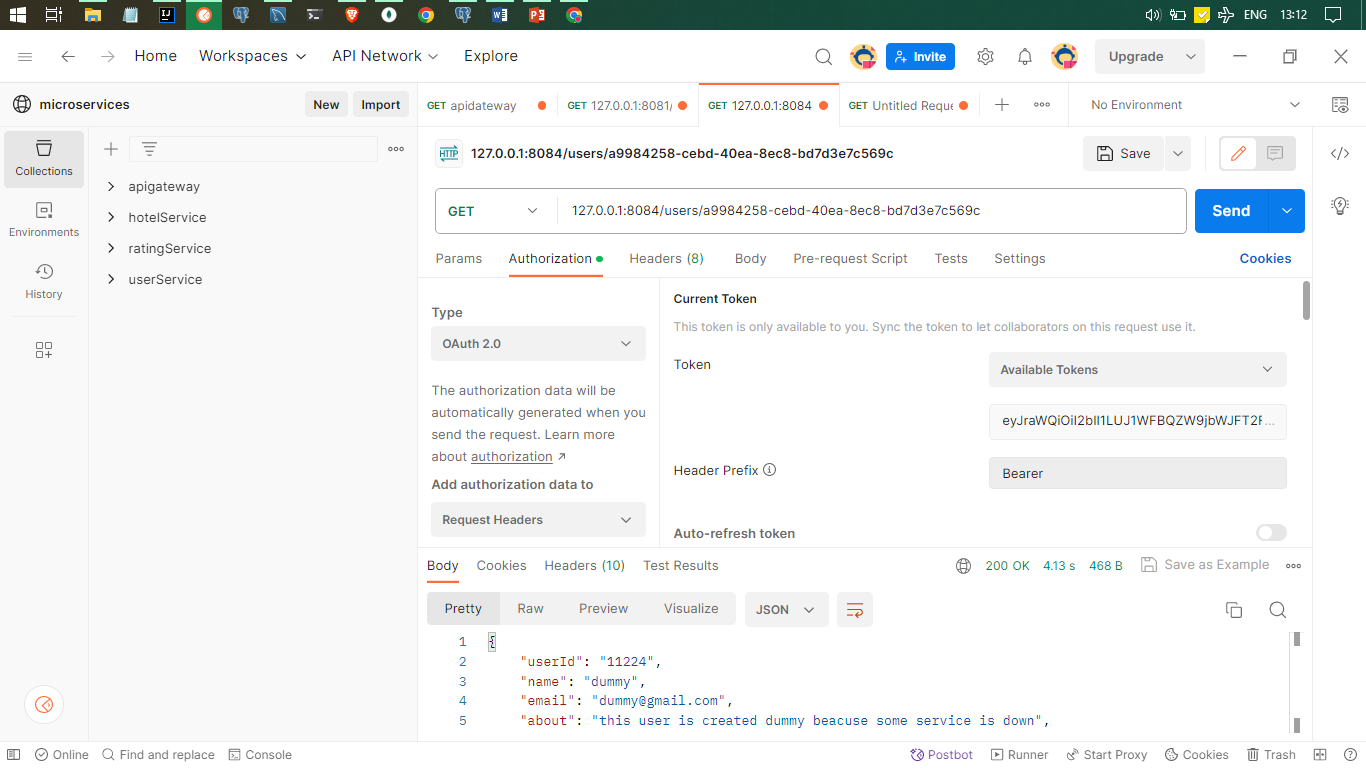 ENG 13:12
Home Workspaces API Network Explore Invite Upgrade
microservices New Import
GET apidateway GET 127.0.0.1:8081/ GET 127.0.0.1:8084 GET Untitled Reque No Environment
HTTP 127.0.0.1:8084/users/a9984258-cebd-40ea-8ec8-bd7d3e7c569c Save
Collections
Environments
History
apigateway
hotelService
ratingService
userService
GET 127.0.0.1:8084/users/a9984258-cebd-40ea-8ec8-bd7d3e7c569c Send
Params Authorization Headers (8) Body Pre-request Script Tests Settings Cookies
Type
OAuth 2.0
The authorization data will be
automatically generated when you
send the request. Learn more
about authorization ↗
Add authorization data to
Request Headers
Current Token
This token is only available to you. Sync the token to let collaborators on this request use it.
Token Available Tokens
Header Prefix Bearer
Auto-refresh token
Body Cookies Headers (10) Test Results 200 OK 4.13 s 468 B Save as Example
Pretty Raw Preview Visualize JSON
1 {
2 "userId": "11224",
3 "name": "dummy",
4 "email": "dummy@gmail.com",
5 "about": "this user is created dummy beacuse some service is down",
Online Find and replace Console Postbot Runner Start Proxy Cookies Trash